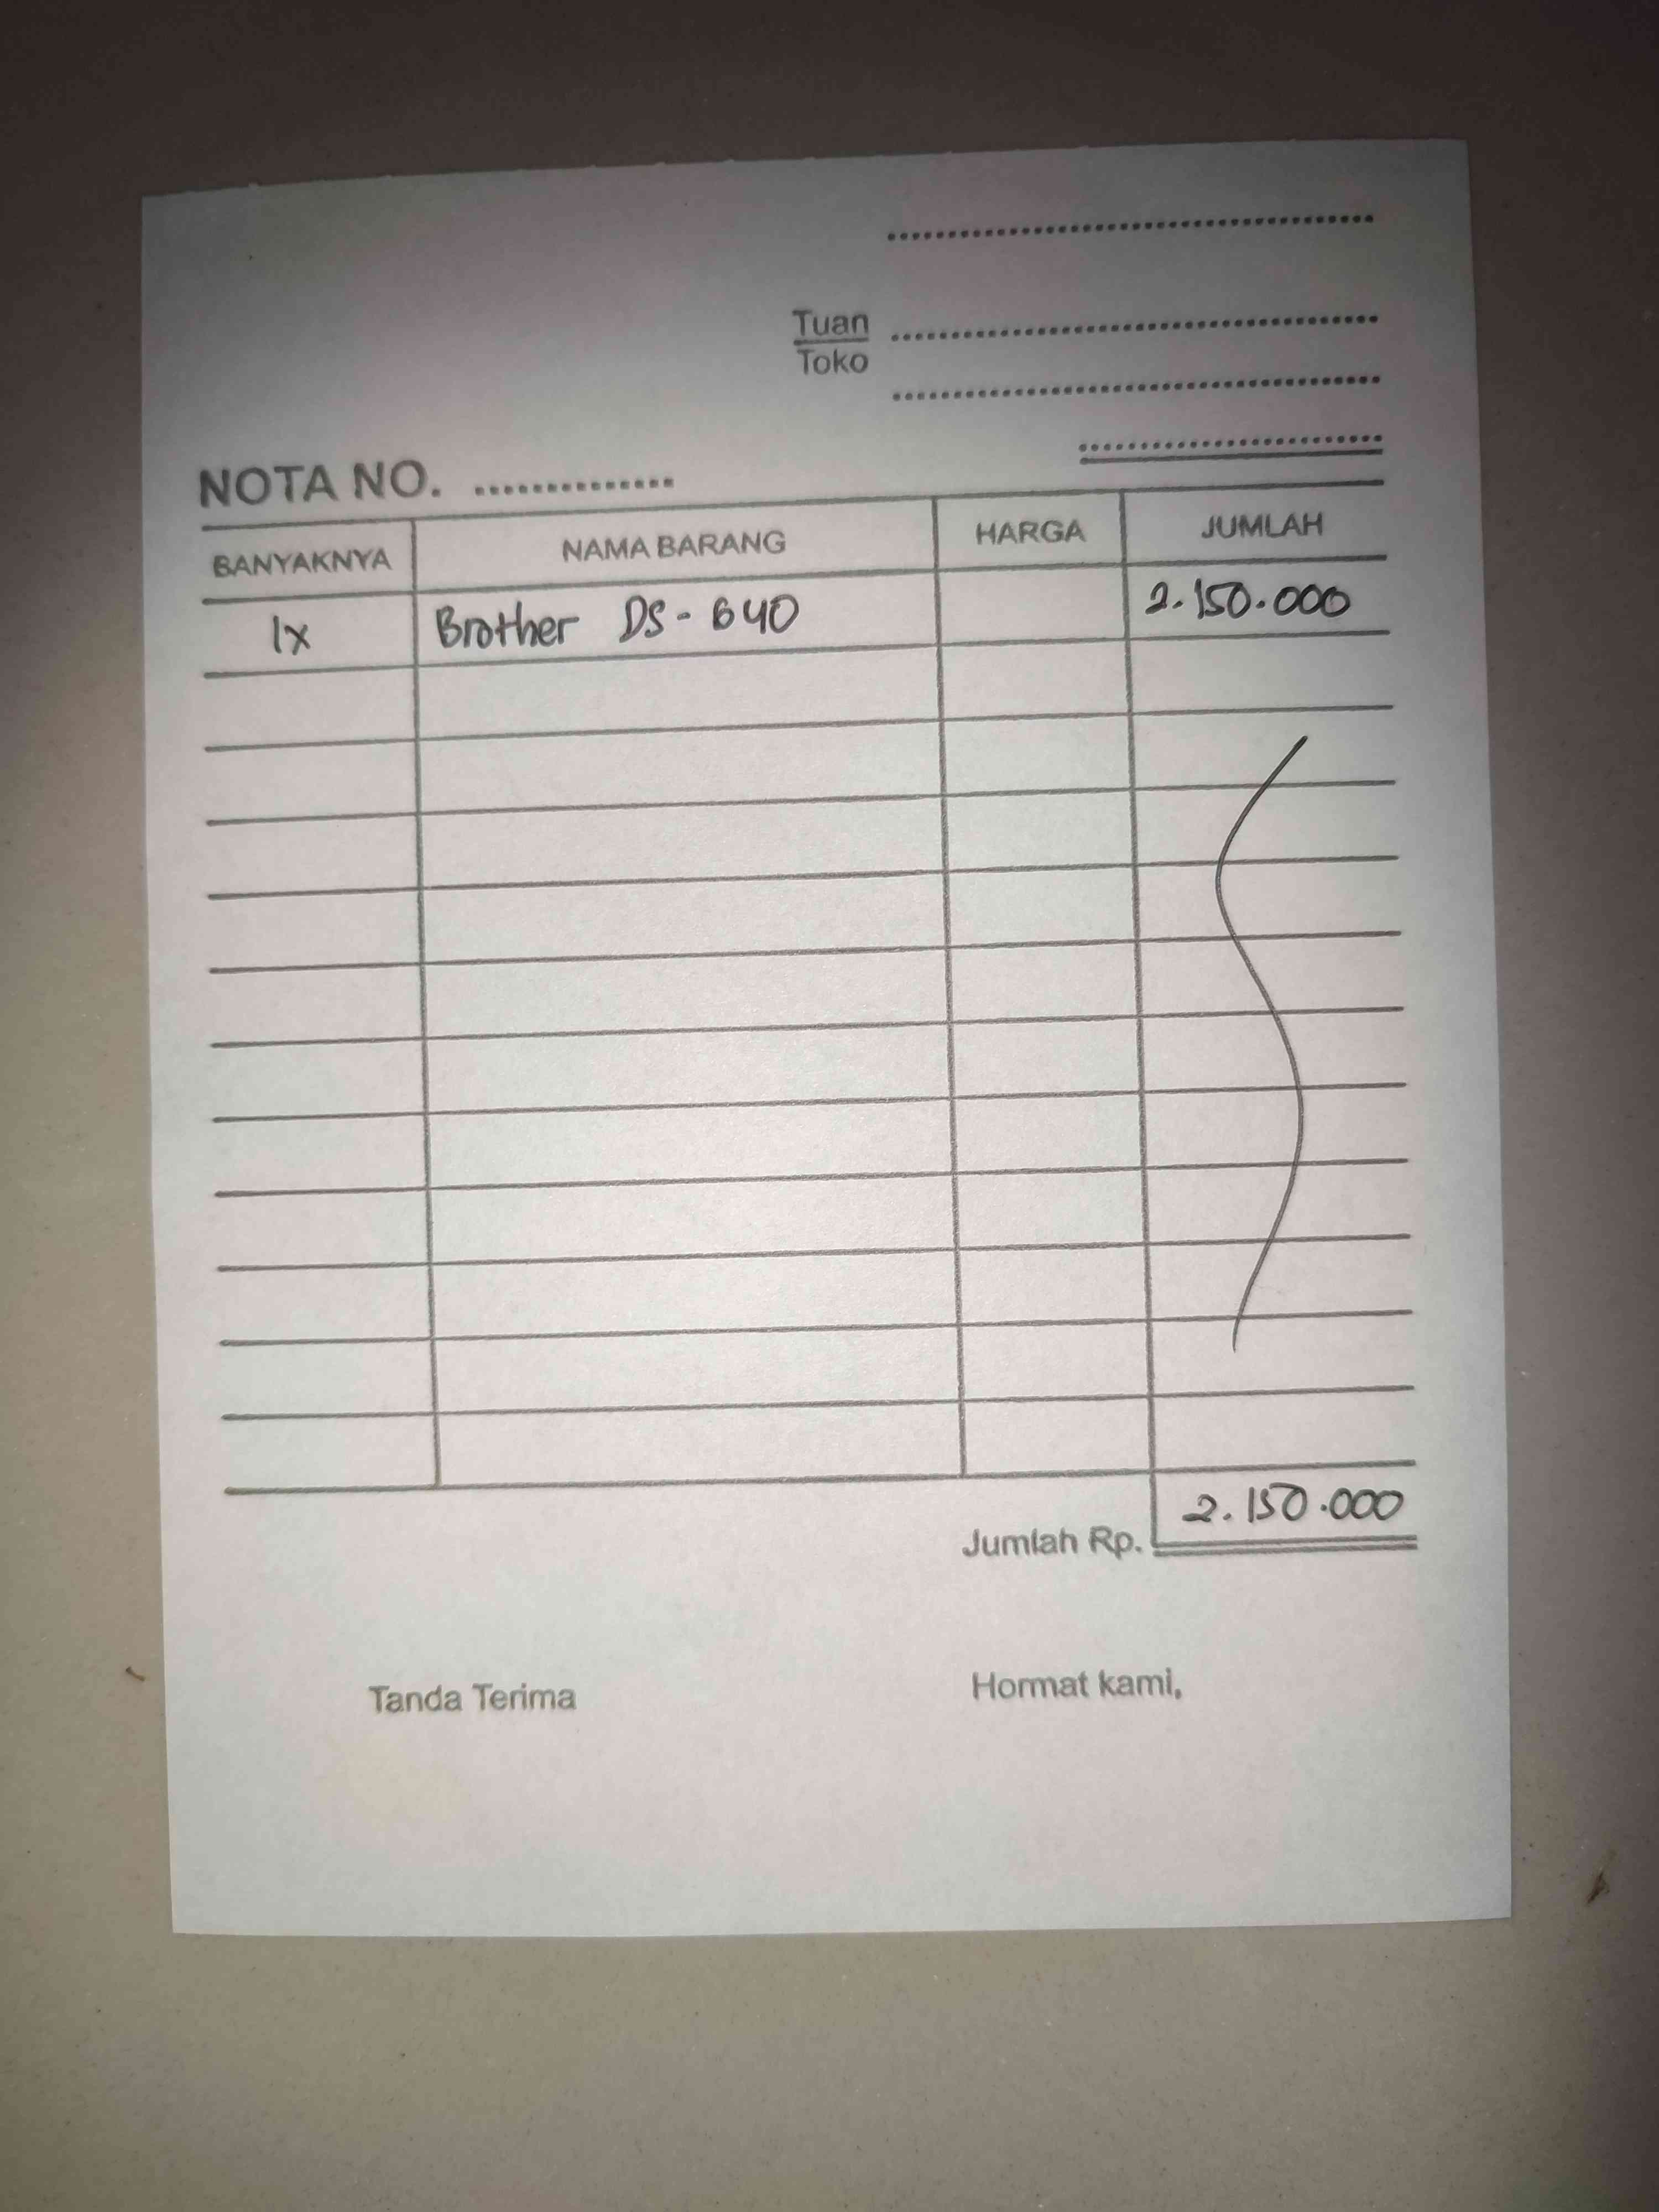 Tuan
Toko
NOTA NO. ..............
BANYAKNYA NAMA BARANG HARGA JUMLAH
1x Brother DS-640 2.150.000
Jumlah Rp. 2.150.000
Tanda Terima Hormat kami,